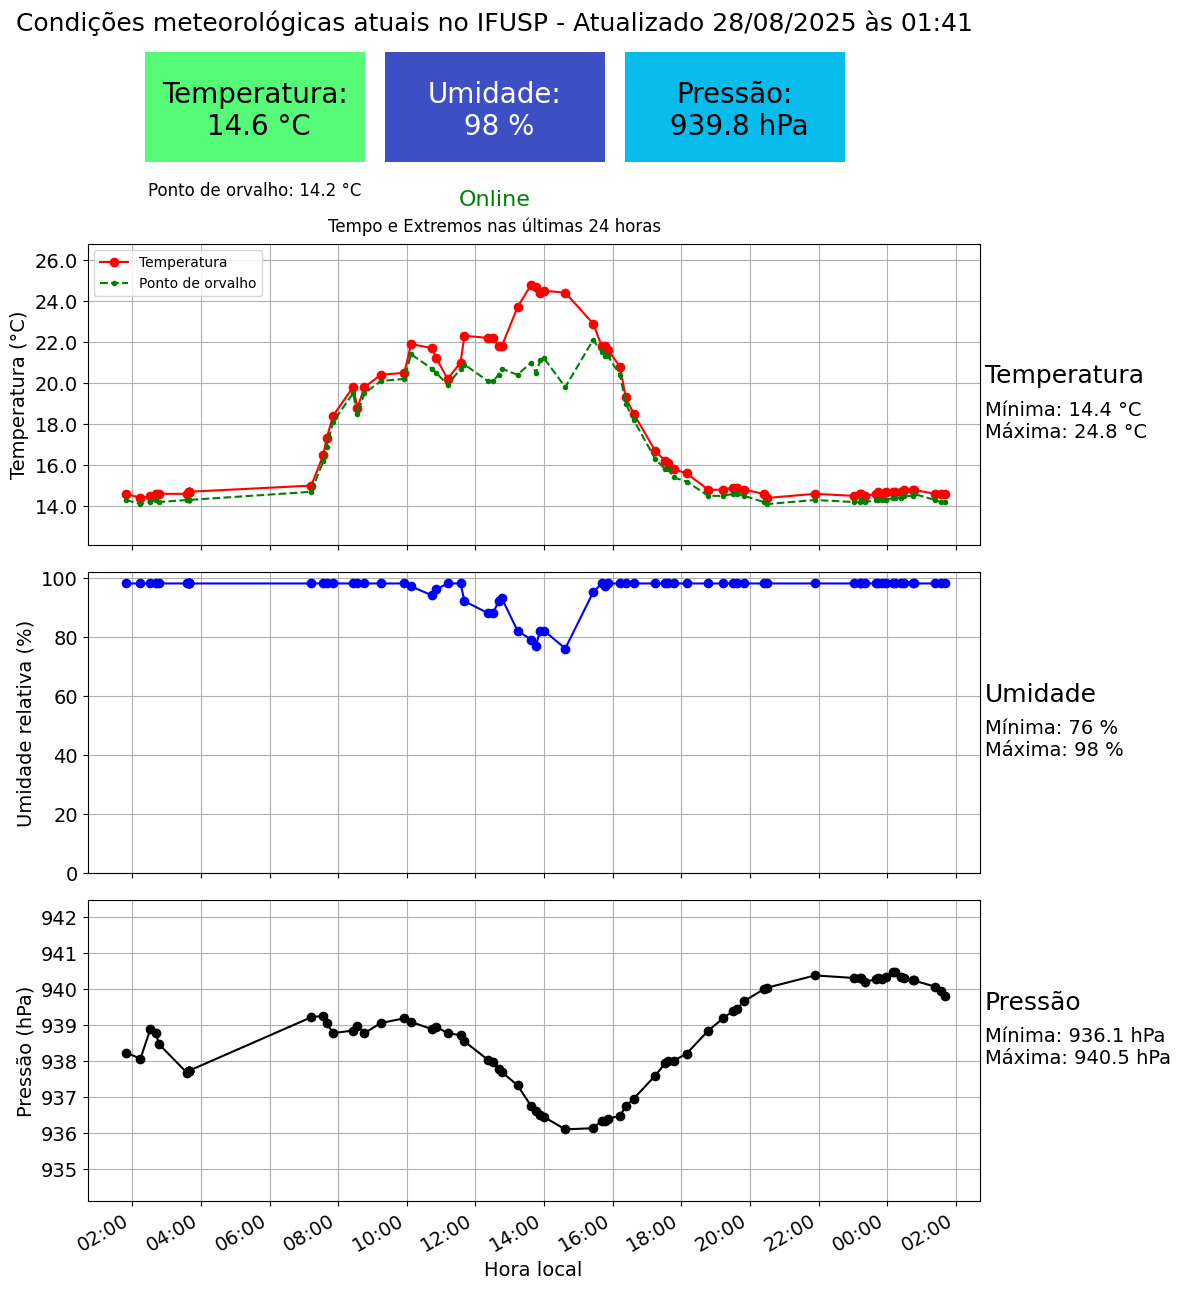 Condições meteorológicas atuais no IFUSP - Atualizado 28/08/2025 às 01:41
Temperatura:
14.6 °C
Umidade:
98 %
Pressão:
939.8 hPa
Ponto de orvalho: 14.2 °C
Online
Tempo e Extremos nas últimas 24 horas
Temperatura (°C)
26.0
24.0
22.0
20.0
18.0
16.0
14.0
Temperatura
Ponto de orvalho
Temperatura
Mínima: 14.4 °C
Máxima: 24.8 °C
Umidade relativa (%)
100
80
60
40
20
0
Umidade
Mínima: 76 %
Máxima: 98 %
Pressão (hPa)
942
941
940
939
938
937
936
935
Pressão
Mínima: 936.1 hPa
Máxima: 940.5 hPa
02:00 04:00 06:00 08:00 10:00 12:00 14:00 16:00 18:00 20:00 22:00 00:00 02:00
Hora local